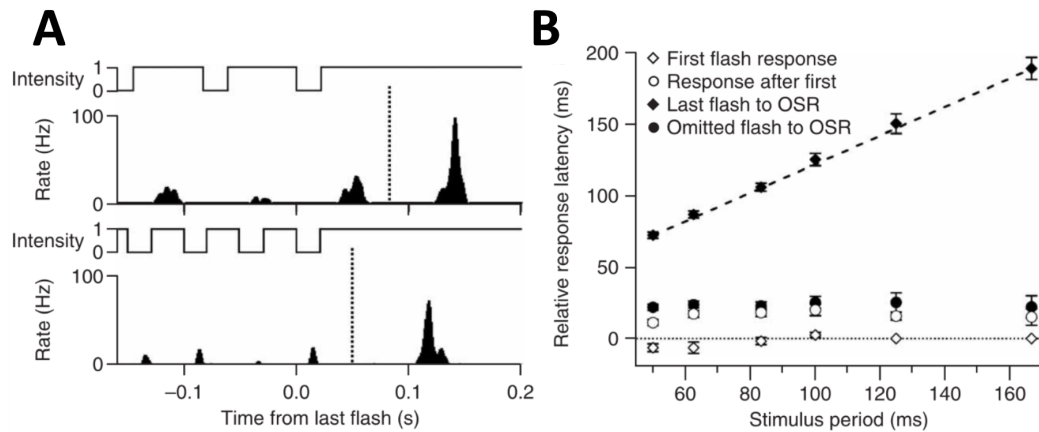 A
Intensity
1
0
Rate (Hz)
100
0
Intensity
1
0
Rate (Hz)
100
0
−0.1
0.0
0.1
0.2
Time from last flash (s)
B
Relative response latency (ms)
200
150
100
50
0
First flash response
Response after first
Last flash to OSR
Omitted flash to OSR
60
80
100
120
140
160
Stimulus period (ms)